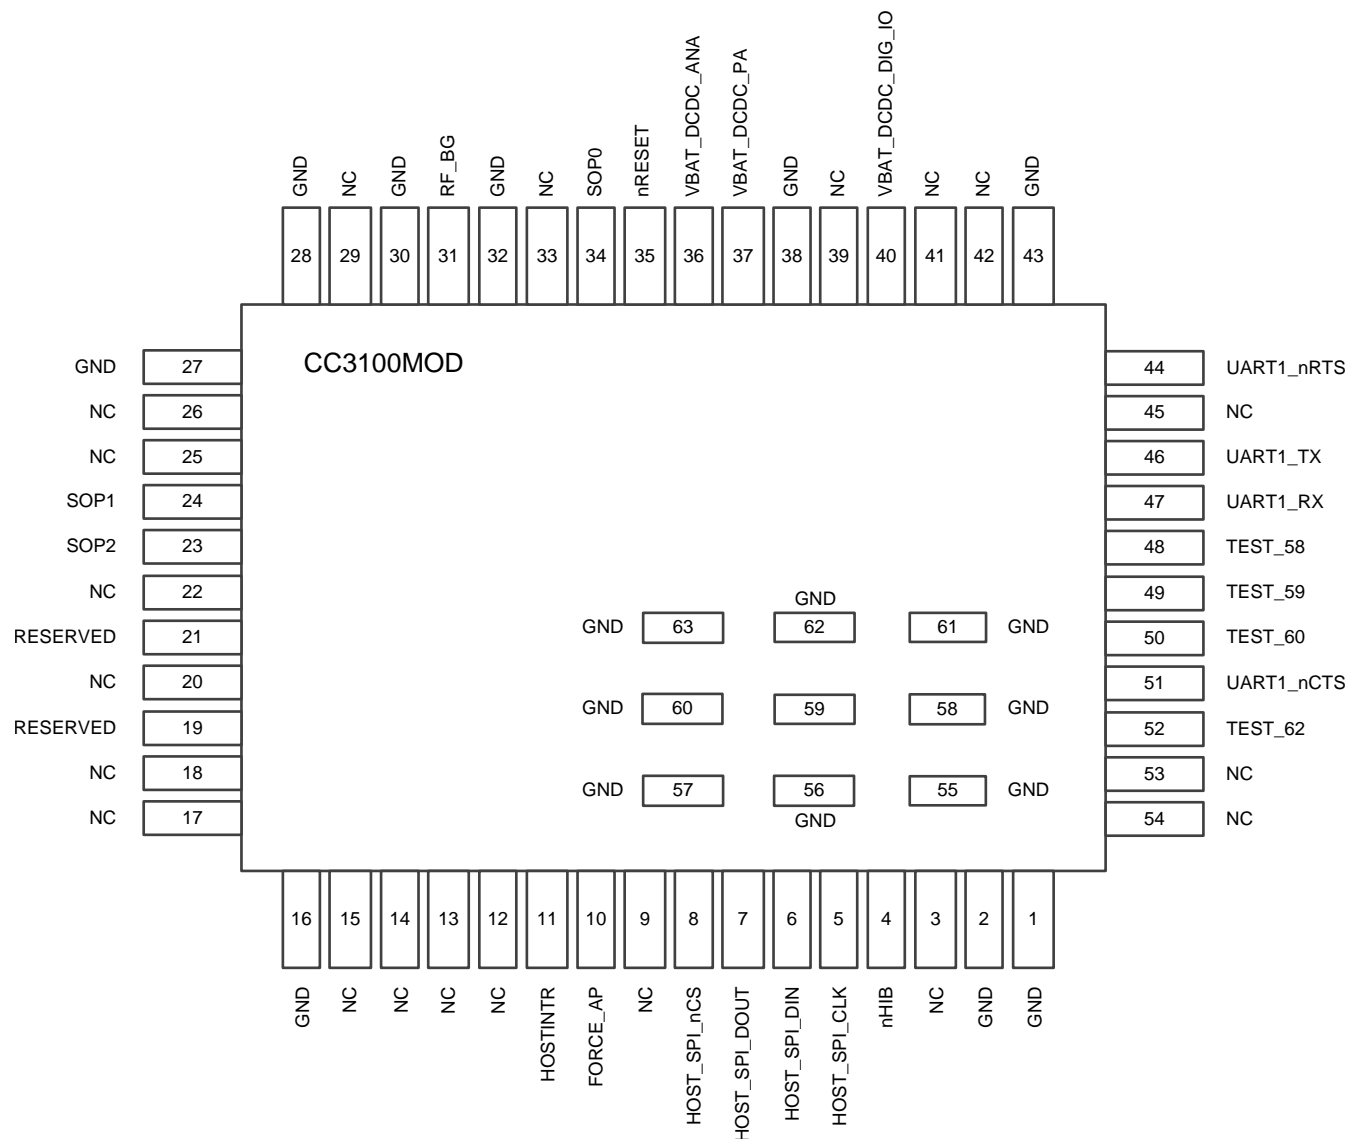 GND
NC
GND
RF_BG
GND
NC
SOP0
nRESET
VBAT_DCDC_ANA
VBAT_DCDC_PA
GND
NC
VBAT_DCDC_DIG_IO
NC
NC
GND
28
29
30
31
32
33
34
35
36
37
38
39
40
41
42
43
CC3100MOD
GND 27
NC 26
NC 25
SOP1 24
SOP2 23
NC 22
RESERVED 21
NC 20
RESERVED 19
NC 18
NC 17
44 UART1_nRTS
45 NC
46 UART1_TX
47 UART1_RX
48 TEST_58
49 TEST_59
50 TEST_60
51 UART1_nCTS
52 TEST_62
53 NC
54 NC
GND
GND 63 62 61 GND
GND 60 59 58 GND
GND 57 56 55 GND
GND
16
15
14
13
12
11
10
9
8
7
6
5
4
3
2
1
GND
NC
NC
NC
NC
HOSTINTR
FORCE_AP
NC
HOST_SPI_nCS
HOST_SPI_DOUT
HOST_SPI_DIN
HOST_SPI_CLK
nHIB
NC
GND
GND